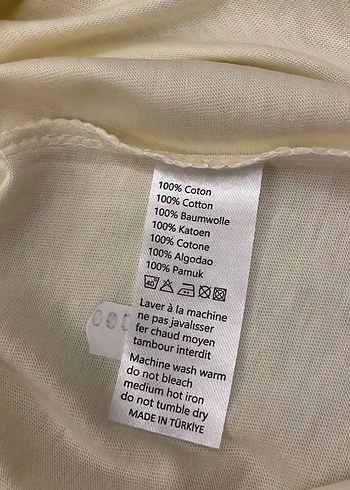 100% Coton
100% Cotton
100% Baumwolle
100% Katoen
100% Cotone
100% Algodao
100% Pamuk
40°
Laver à la machine
ne pas javalisser
fer chaud moyen
tambour interdit
Machine wash warm
do not bleach
medium hot iron
do not tumble dry
MADE IN TÜRKİYE